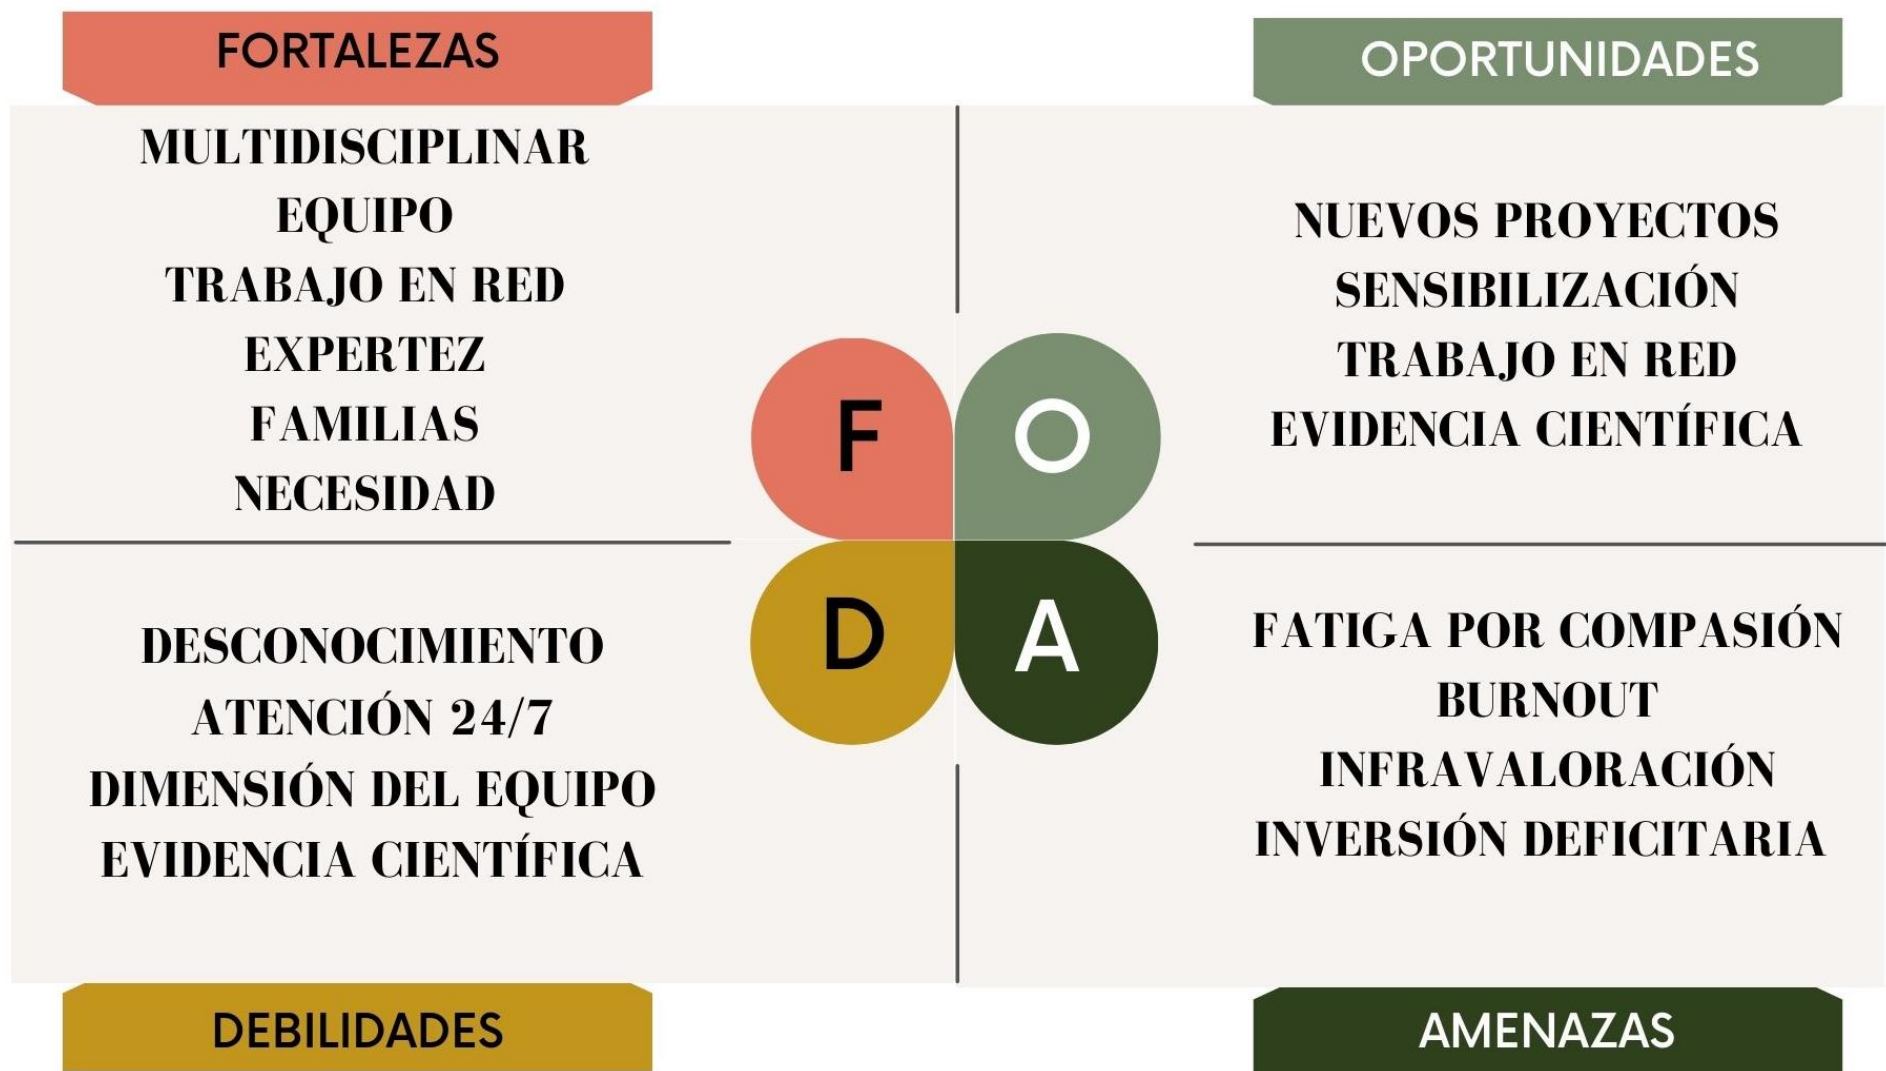 FORTALEZAS
MULTIDISCIPLINAR
EQUIPO
TRABAJO EN RED
EXPERTEZ
FAMILIAS
NECESIDAD
OPORTUNIDADES
NUEVOS PROYECTOS
SENSIBILIZACIÓN
TRABAJO EN RED
EVIDENCIA CIENTÍFICA
F
O
D
A
DESCONOCIMIENTO
ATENCIÓN 24/7
DIMENSIÓN DEL EQUIPO
EVIDENCIA CIENTÍFICA
DEBILIDADES
FATIGA POR COMPASIÓN
BURNOUT
INFRAVALORACIÓN
INVERSIÓN DEFICITARIA
AMENAZAS